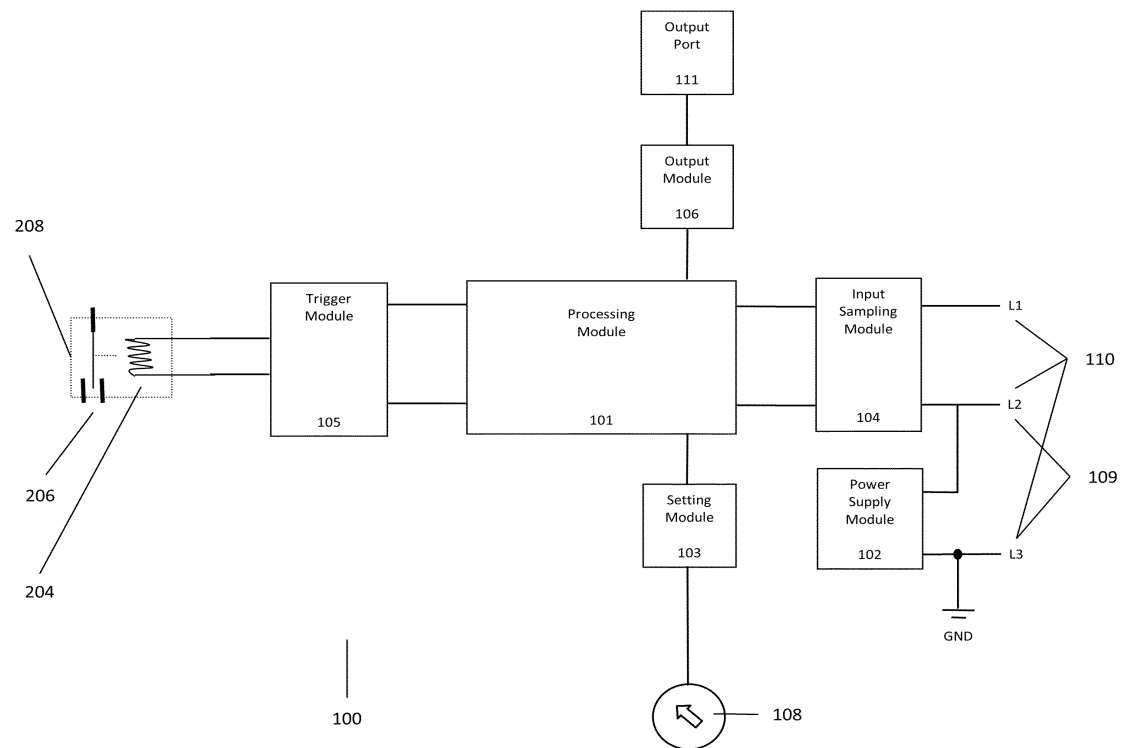 Output
Port
111
Output
Module
106
208
Trigger
Module
105
Processing
Module
101
Input
Sampling
Module
104
L1
110
L2
109
206
204
Setting
Module
103
Power
Supply
Module
102
L3
GND
100
108